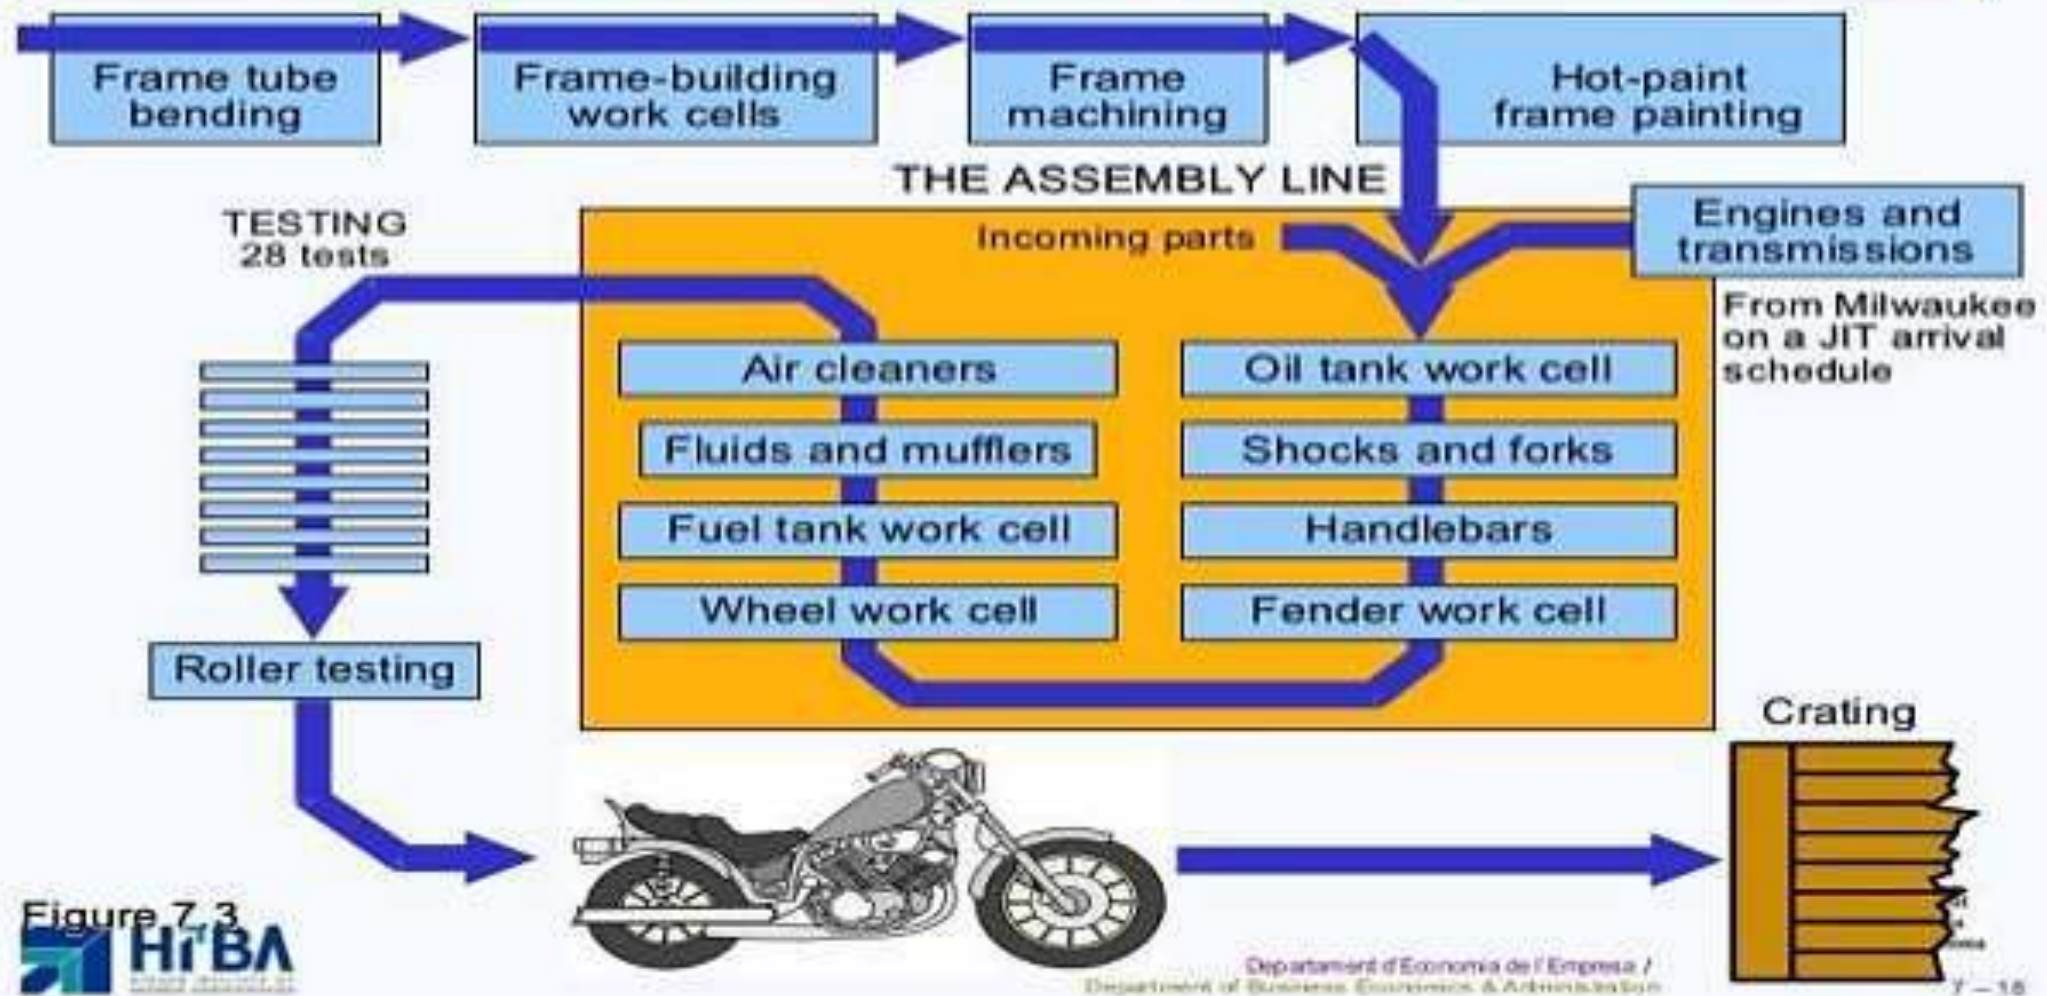 Frame tube
bending
Frame-building
work cells
Frame
machining
Hot-paint
frame painting
THE ASSEMBLY LINE
TESTING
28 tests
Incoming parts
Engines and
transmissions
From Milwaukee
on a JIT arrival
schedule
Air cleaners
Oil tank work cell
Fluids and mufflers
Shocks and forks
Fuel tank work cell
Handlebars
Wheel work cell
Fender work cell
Roller testing
Crating
Figure 7.3
HiBA
Departament d'Economia de l'Empresa /
Department of Business Economics & Administration
7 – 18